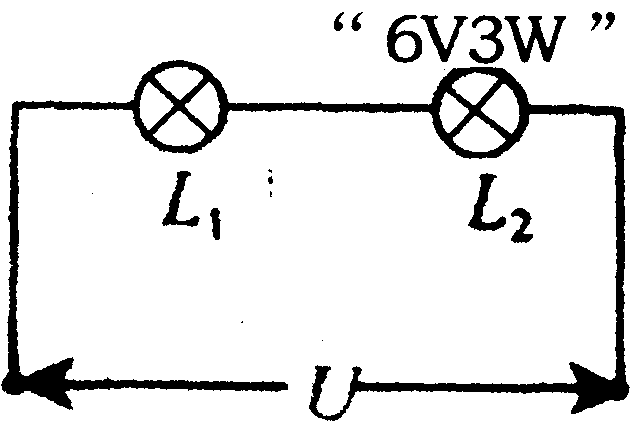 “ 6V3W ”
L₁ L₂
U